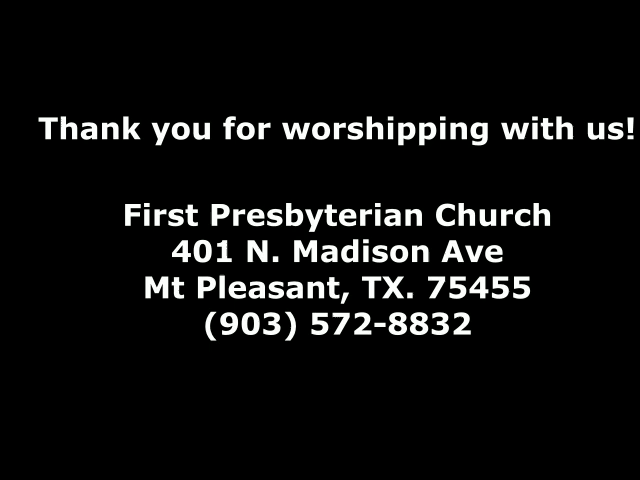 Thank you for worshipping with us!
First Presbyterian Church
401 N. Madison Ave
Mt Pleasant, TX. 75455
(903) 572-8832